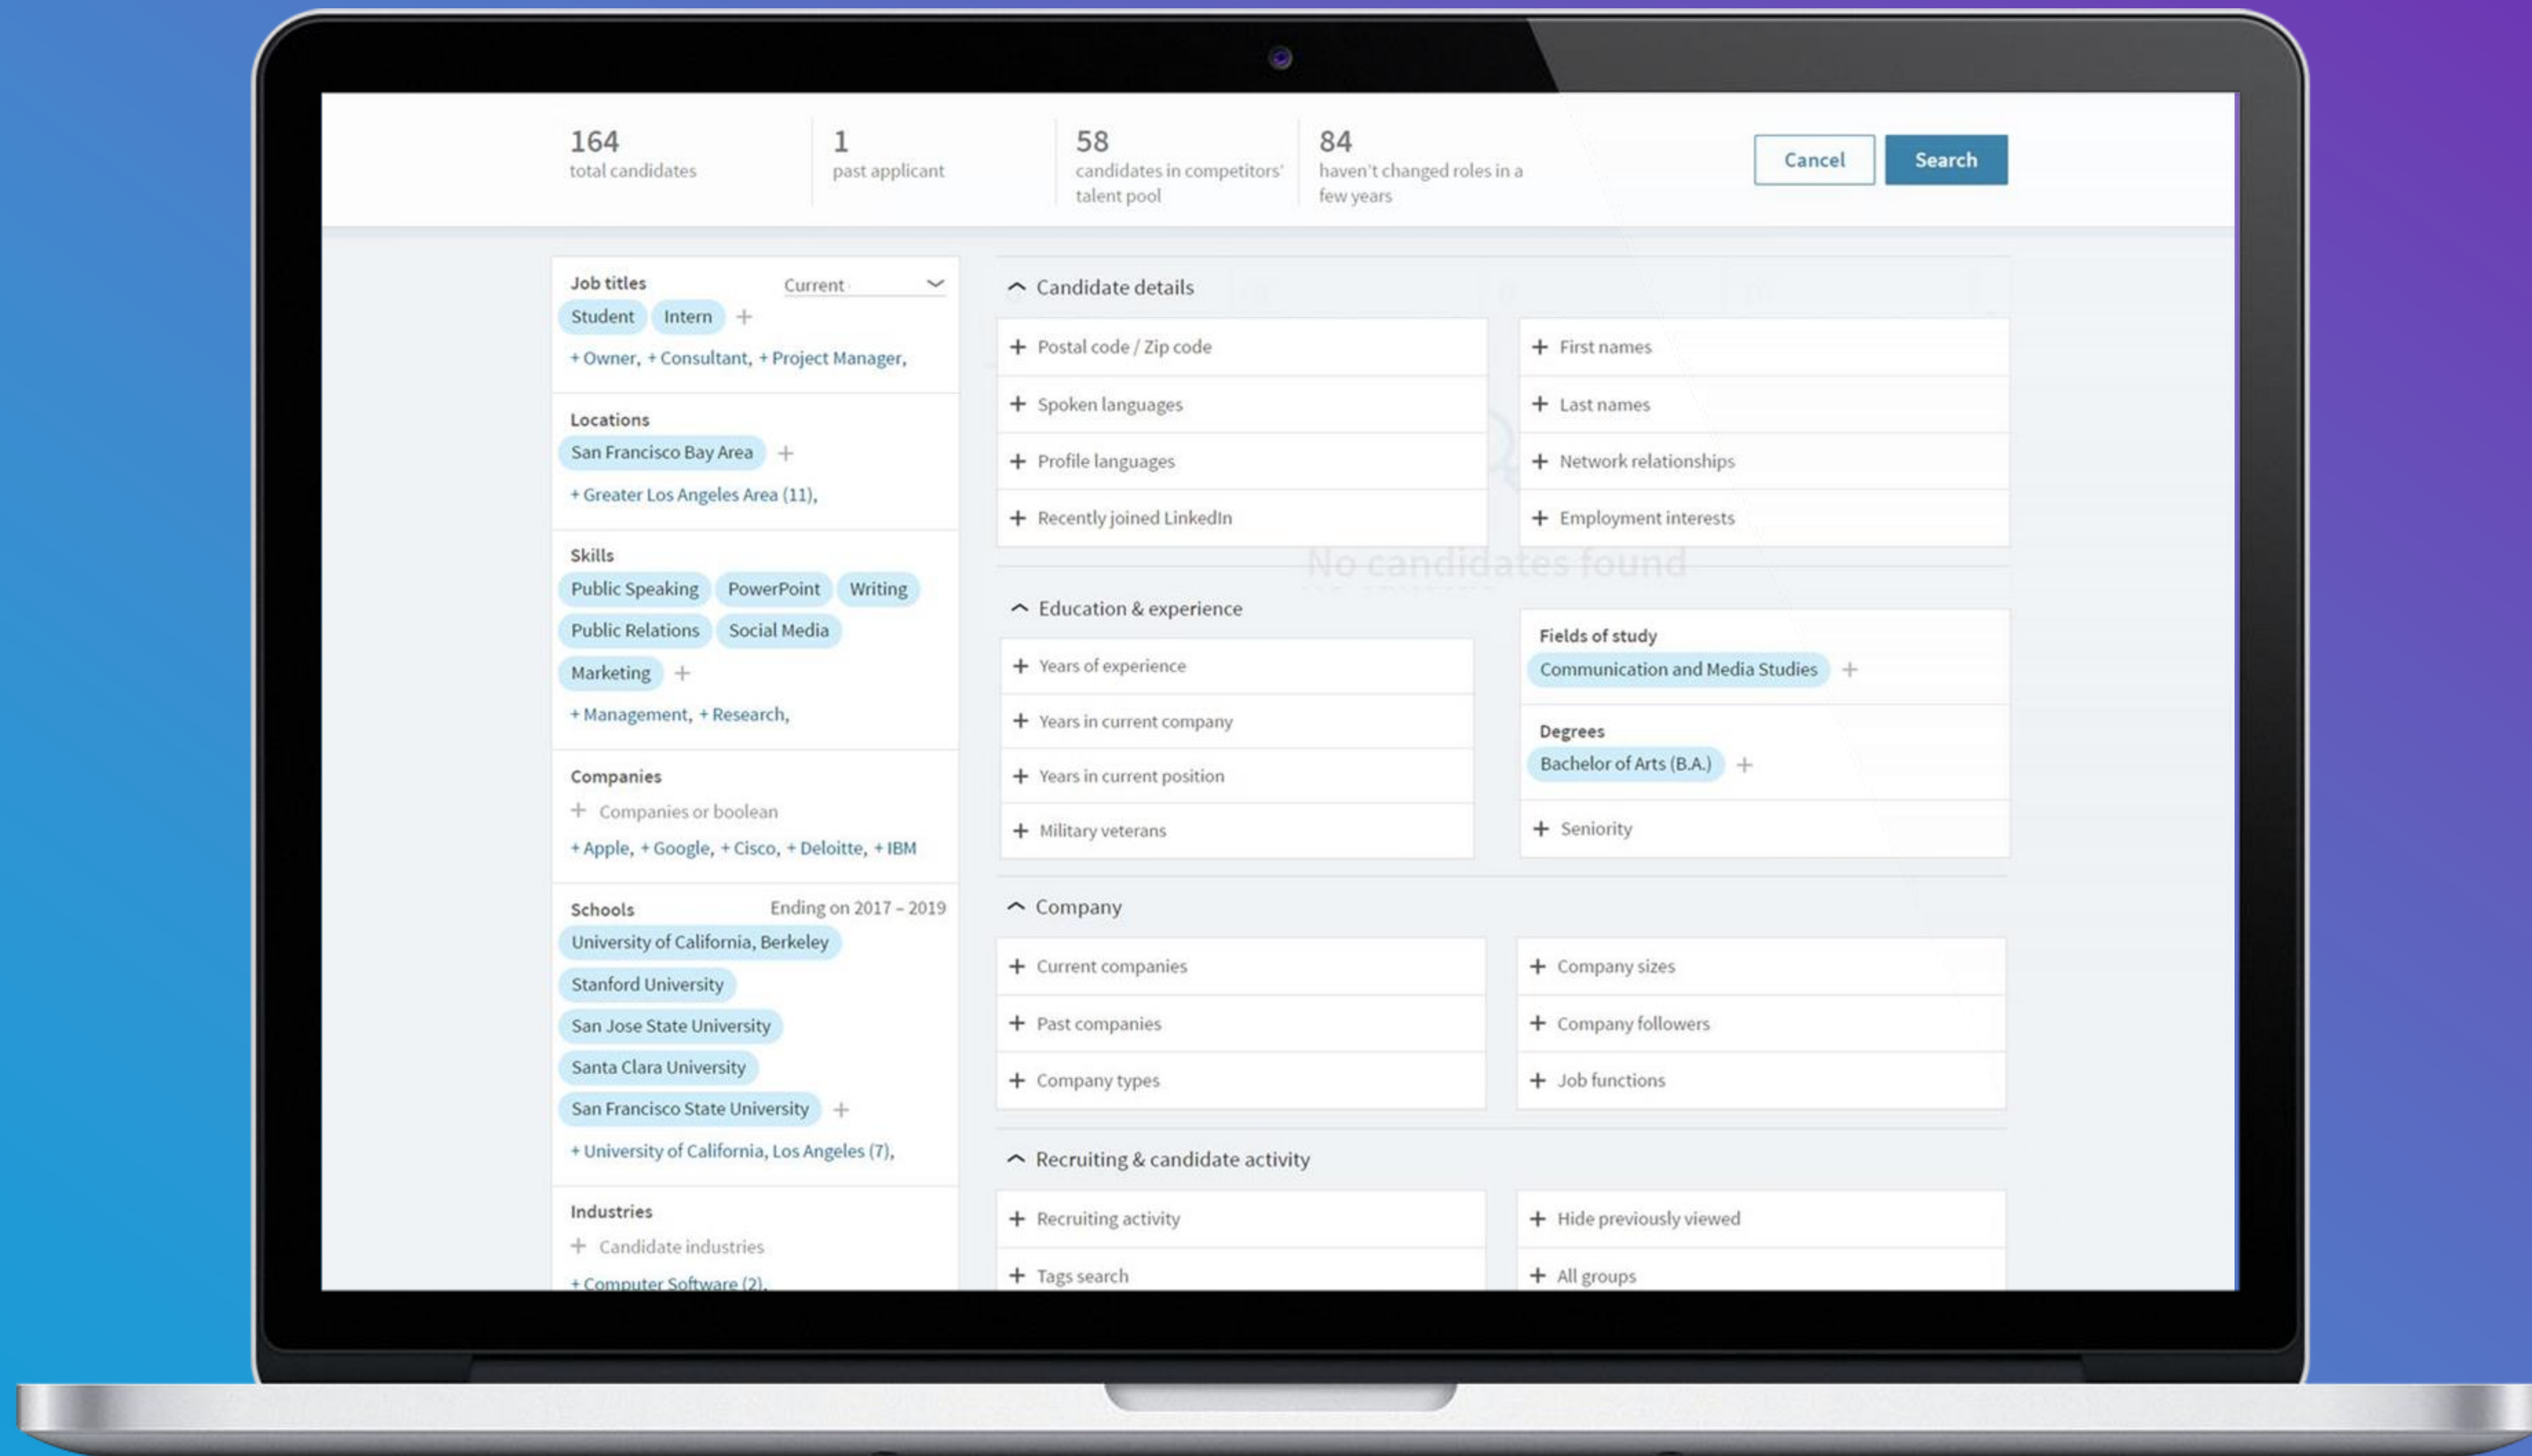 164
total candidates
1
past applicant
58
candidates in competitors'
talent pool
84
haven't changed roles in a
few years
Cancel
Search
Job titles
Current
Student Intern +
+ Owner, + Consultant, + Project Manager,
Locations
San Francisco Bay Area +
+ Greater Los Angeles Area (11),
Skills
Public Speaking PowerPoint Writing
Public Relations Social Media
Marketing +
+ Management, + Research,
Companies
+ Companies or boolean
+ Apple, + Google, + Cisco, + Deloitte, + IBM
Schools
Ending on 2017 – 2019
University of California, Berkeley
Stanford University
San Jose State University
Santa Clara University
San Francisco State University +
+ University of California, Los Angeles (7),
Industries
+ Candidate industries
+ Computer Software (2),
Candidate details
+ Postal code / Zip code
+ Spoken languages
+ Profile languages
+ Recently joined LinkedIn
+ First names
+ Last names
+ Network relationships
+ Employment interests
No candidates found
Education & experience
+ Years of experience
+ Years in current company
+ Years in current position
+ Military veterans
Fields of study
Communication and Media Studies +
Degrees
Bachelor of Arts (B.A.) +
+ Seniority
Company
+ Current companies
+ Past companies
+ Company types
+ Company sizes
+ Company followers
+ Job functions
Recruiting & candidate activity
+ Recruiting activity
+ Tags search
+ Hide previously viewed
+ All groups